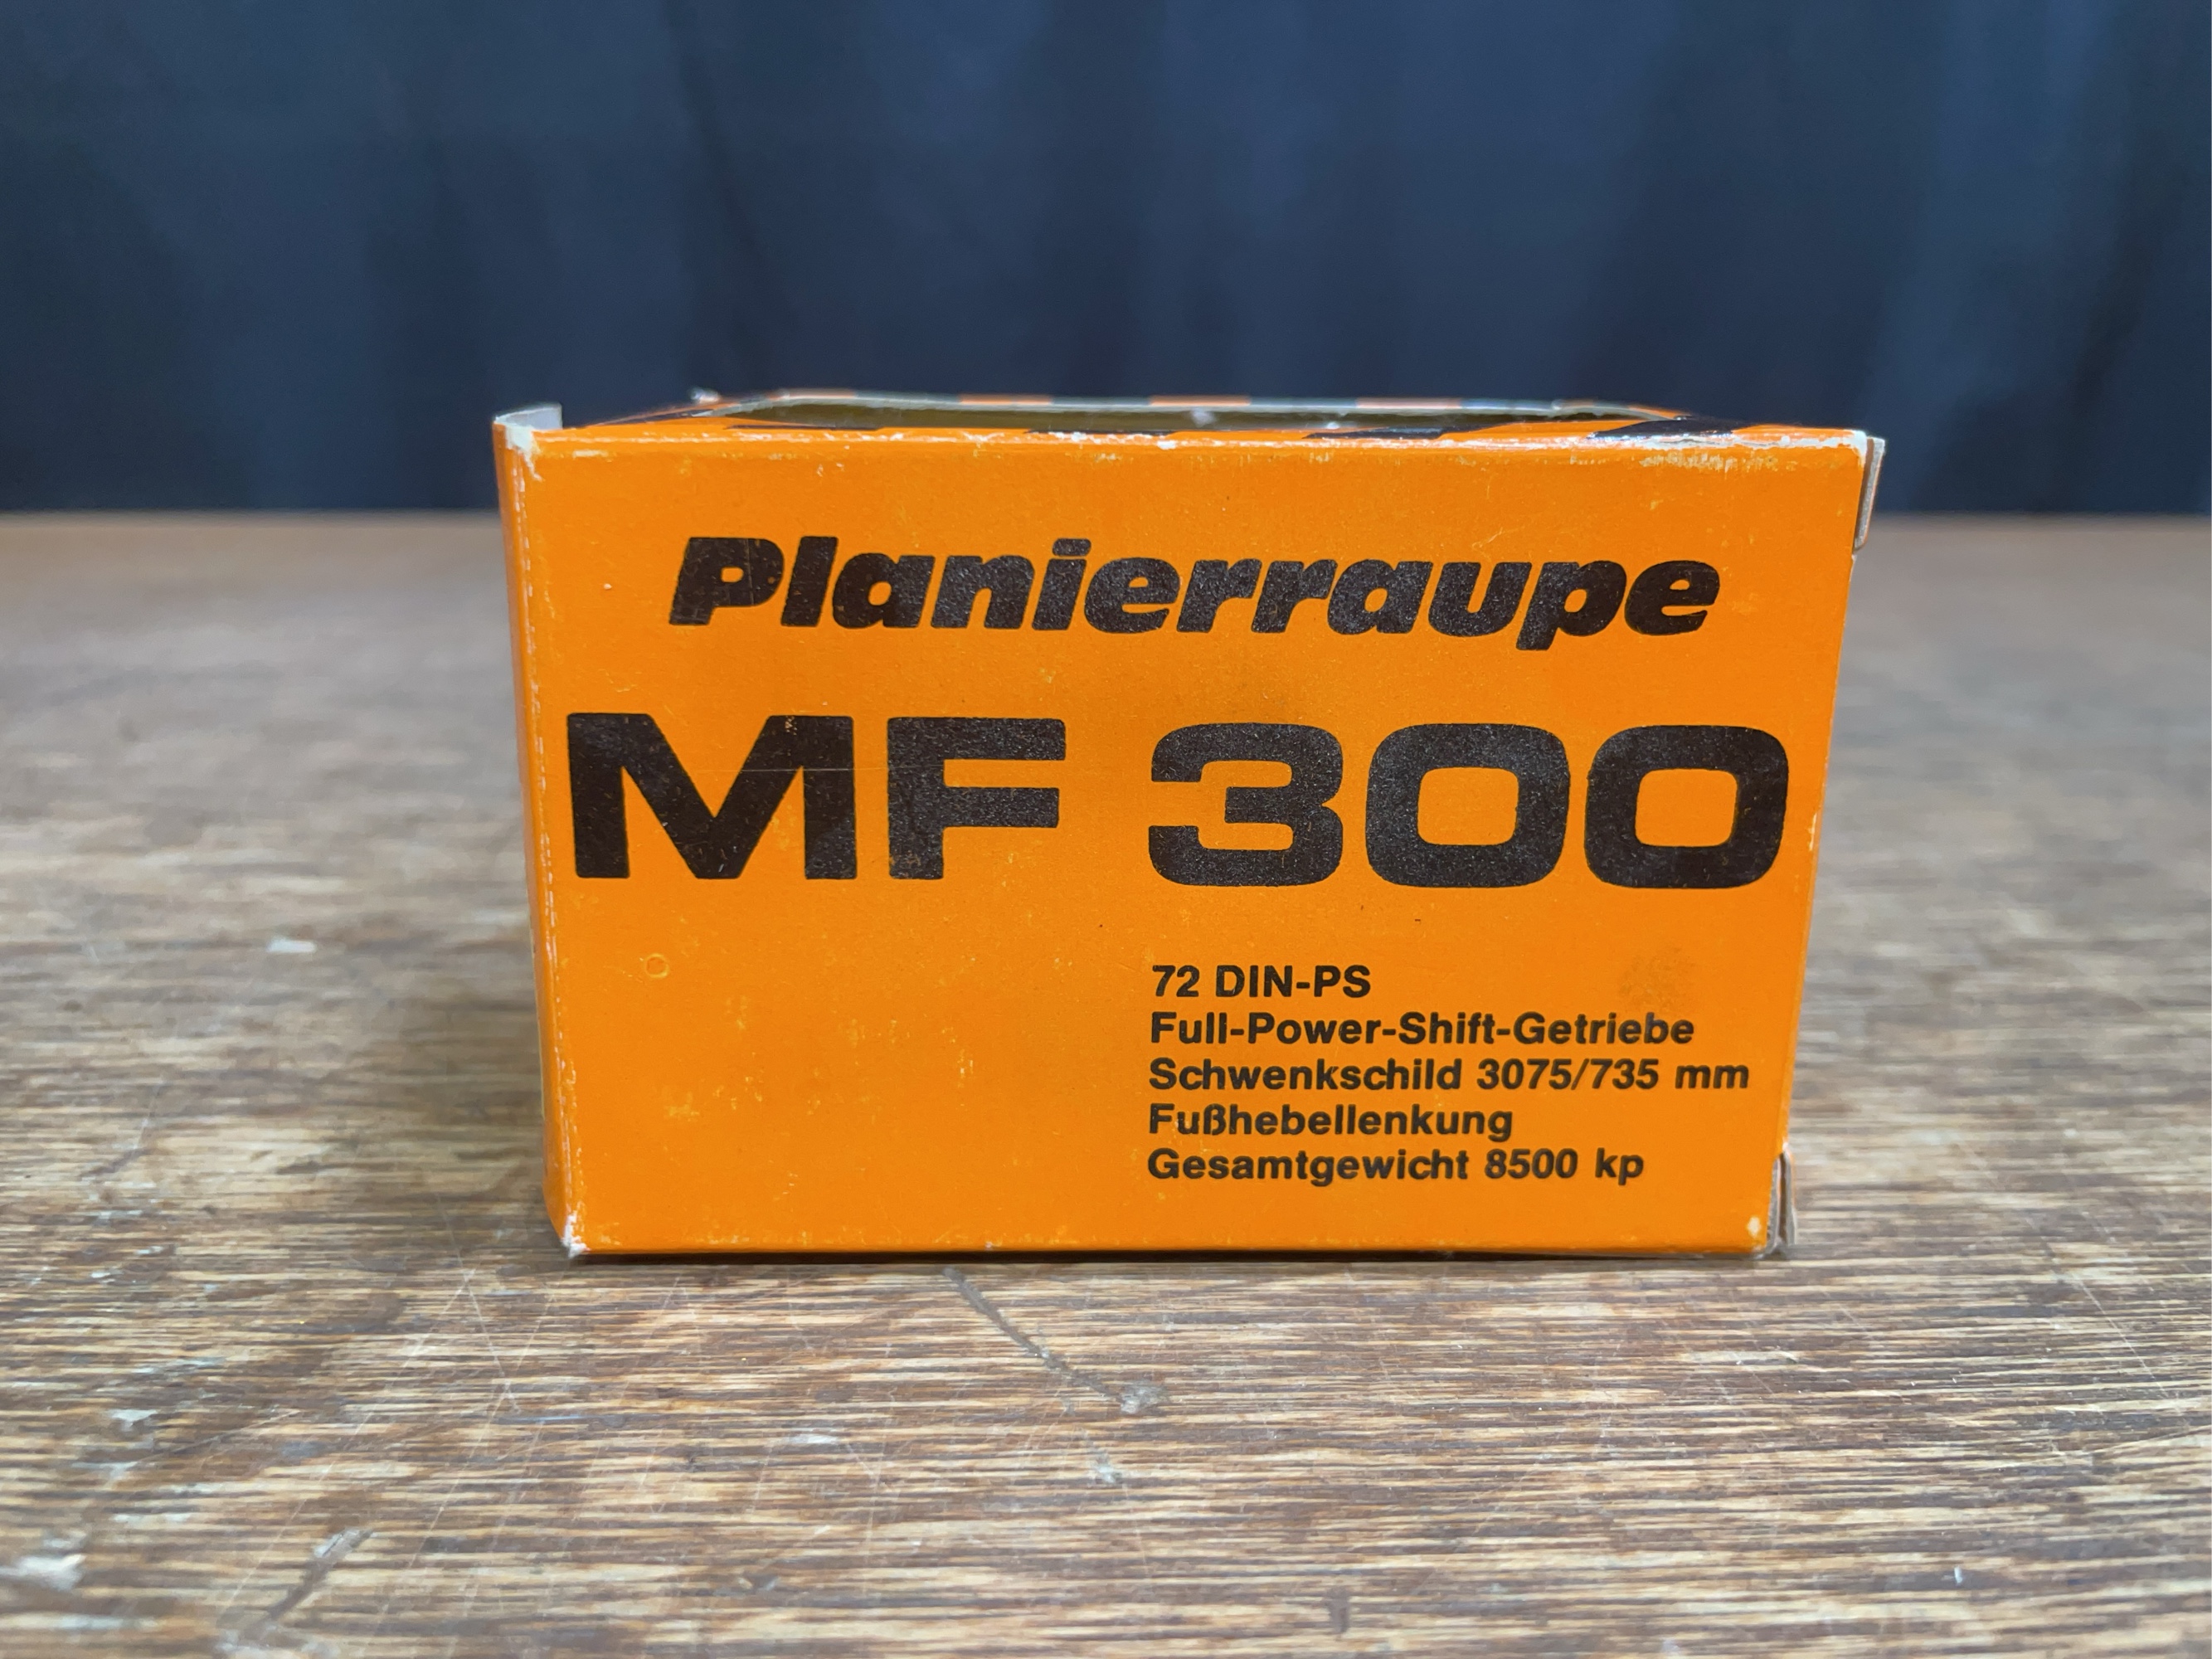 Planierraupe
MF 300
72 DIN-PS
Full-Power-Shift-Getriebe
Schwenkschild 3075/735 mm
Fußhebellenkung
Gesamtgewicht 8500 kp